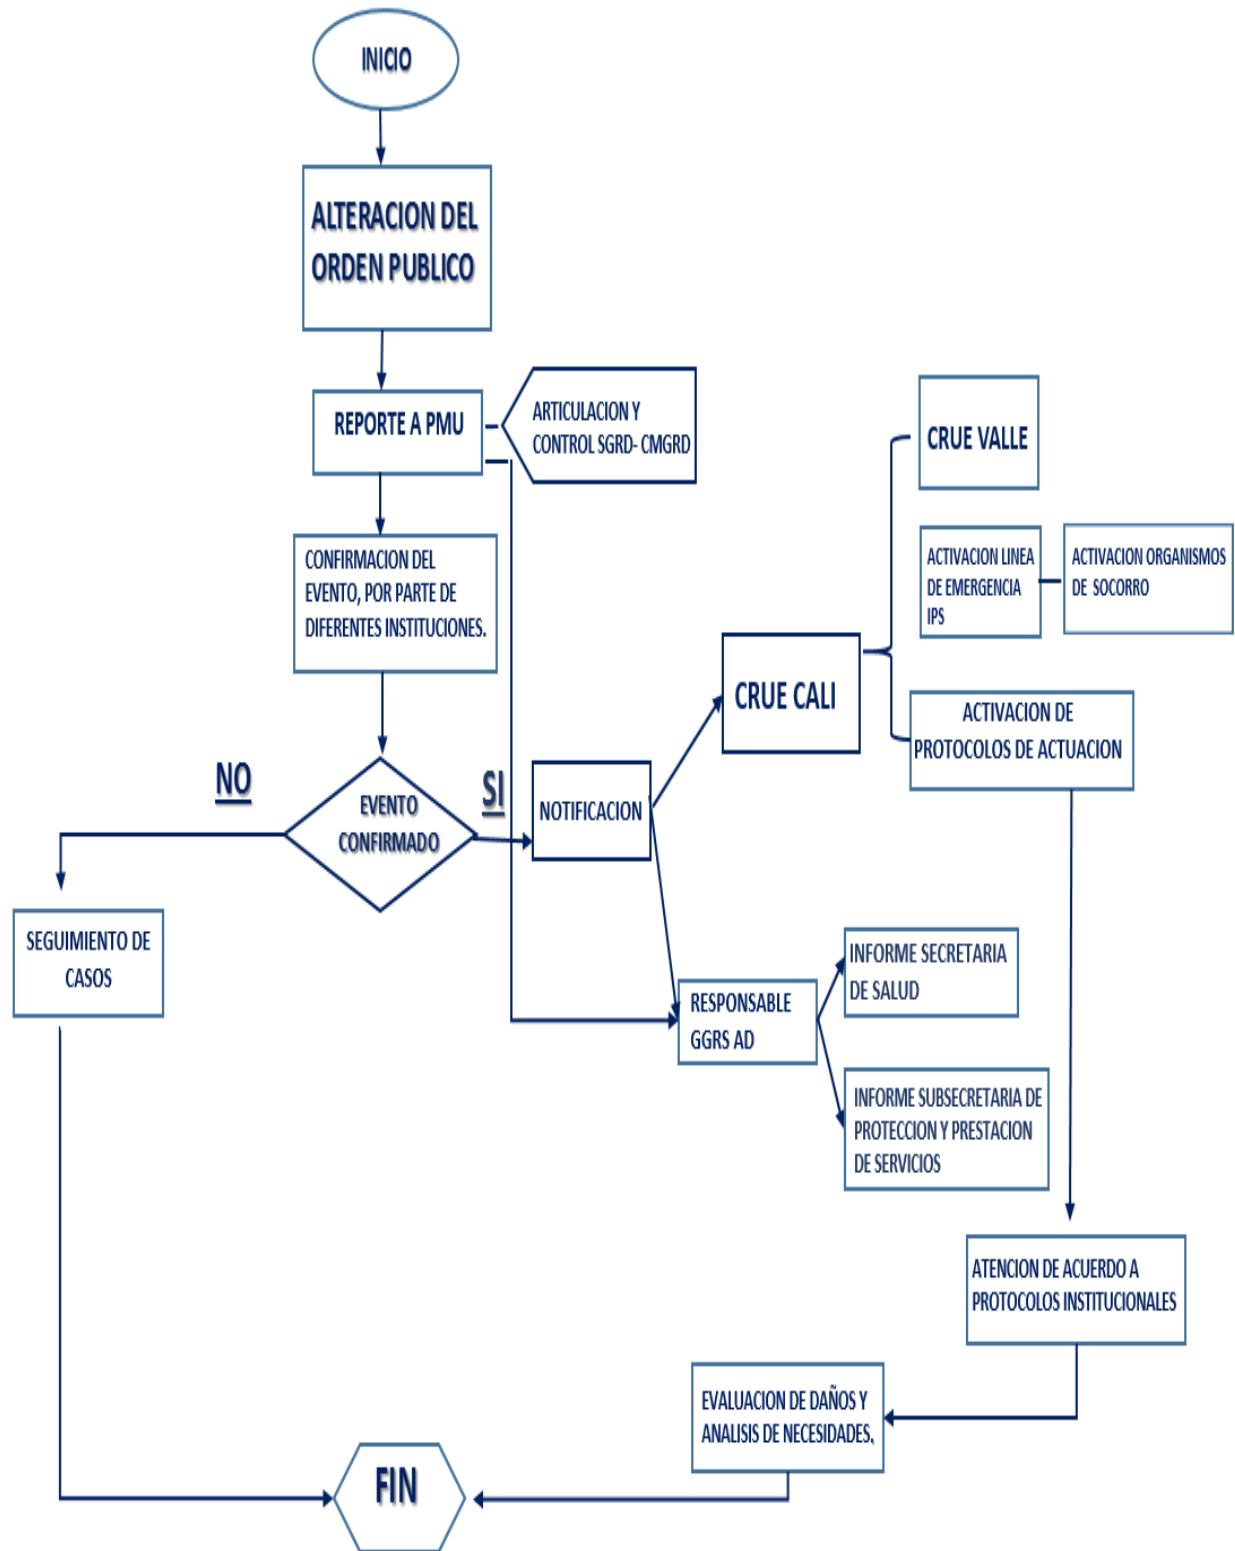 INICIO
ALTERACION DEL
ORDEN PUBLICO
REPORTE A PMU
ARTICULACION Y
CONTROL SGRD- CMGRD
CONFIRMACION DEL
EVENTO, POR PARTE DE
DIFERENTES INSTITUCIONES.
CRUE VALLE
ACTIVACION LINEA
DE EMERGENCIA
IPS
ACTIVACION ORGANISMOS
DE SOCORRO
CRUE CALI
ACTIVACION DE
PROTOCOLOS DE ACTUACION
NO
EVENTO
CONFIRMADO
SI
NOTIFICACION
SEGUIMIENTO DE
CASOS
RESPONSABLE
GGRS AD
INFORME SECRETARIA
DE SALUD
INFORME SUBSECRETARIA DE
PROTECCION Y PRESTACION
DE SERVICIOS
ATENCION DE ACUERDO A
PROTOCOLOS INSTITUCIONALES
EVALUACION DE DAÑOS Y
ANALISIS DE NECESIDADES.
FIN